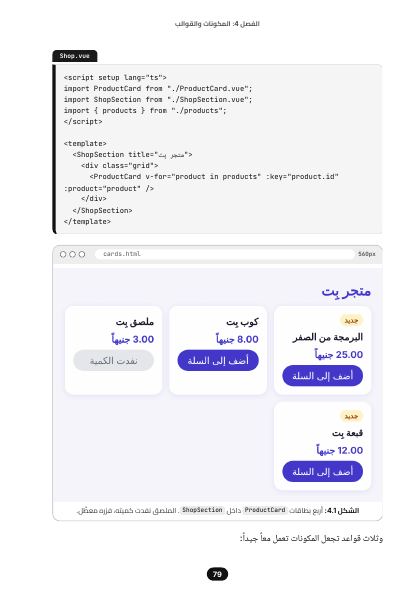 الفصل 4: المكونات والقوالب
Shop.vue
<script setup lang="ts">
import ProductCard from "./ProductCard.vue";
import ShopSection from "./ShopSection.vue";
import { products } from "./products";
</script>
<template>
<ShopSection title="متجر بِت">
<div class="grid">
<ProductCard v-for="product in products" :key="product.id"
:product="product" />
</div>
</ShopSection>
</template>
cards.html
560px
متجر بِت
جديد
البرمجة من الصفر
25.00 جنيهاً
أضف إلى السلة
كوب بِت
8.00 جنيهاً
أضف إلى السلة
ملصق بِت
3.00 جنيهاً
نفدت الكمية
جديد
قبعة بِت
12.00 جنيهاً
أضف إلى السلة
الشكل 4.1: أربع بطاقات ProductCard داخل ShopSection. الملصق نفدت كميته، فزره معطّل.
وثلاث قواعد تجعل المكونات تعمل معاً جيداً:
79